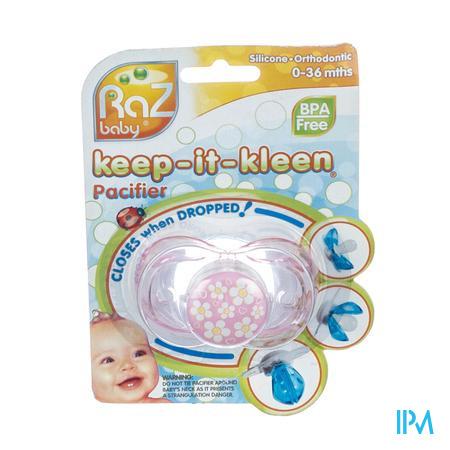 Silicone - Orthodontic
0-36 mths
RaZ
baby®
BPA
Free
keep-it-kleen®
Pacifier
CLOSES when DROPPED!
WARNING:
DO NOT TIE PACIFIER AROUND
BABY'S NECK AS IT PRESENTS
A STRANGULATION DANGER.
IPM